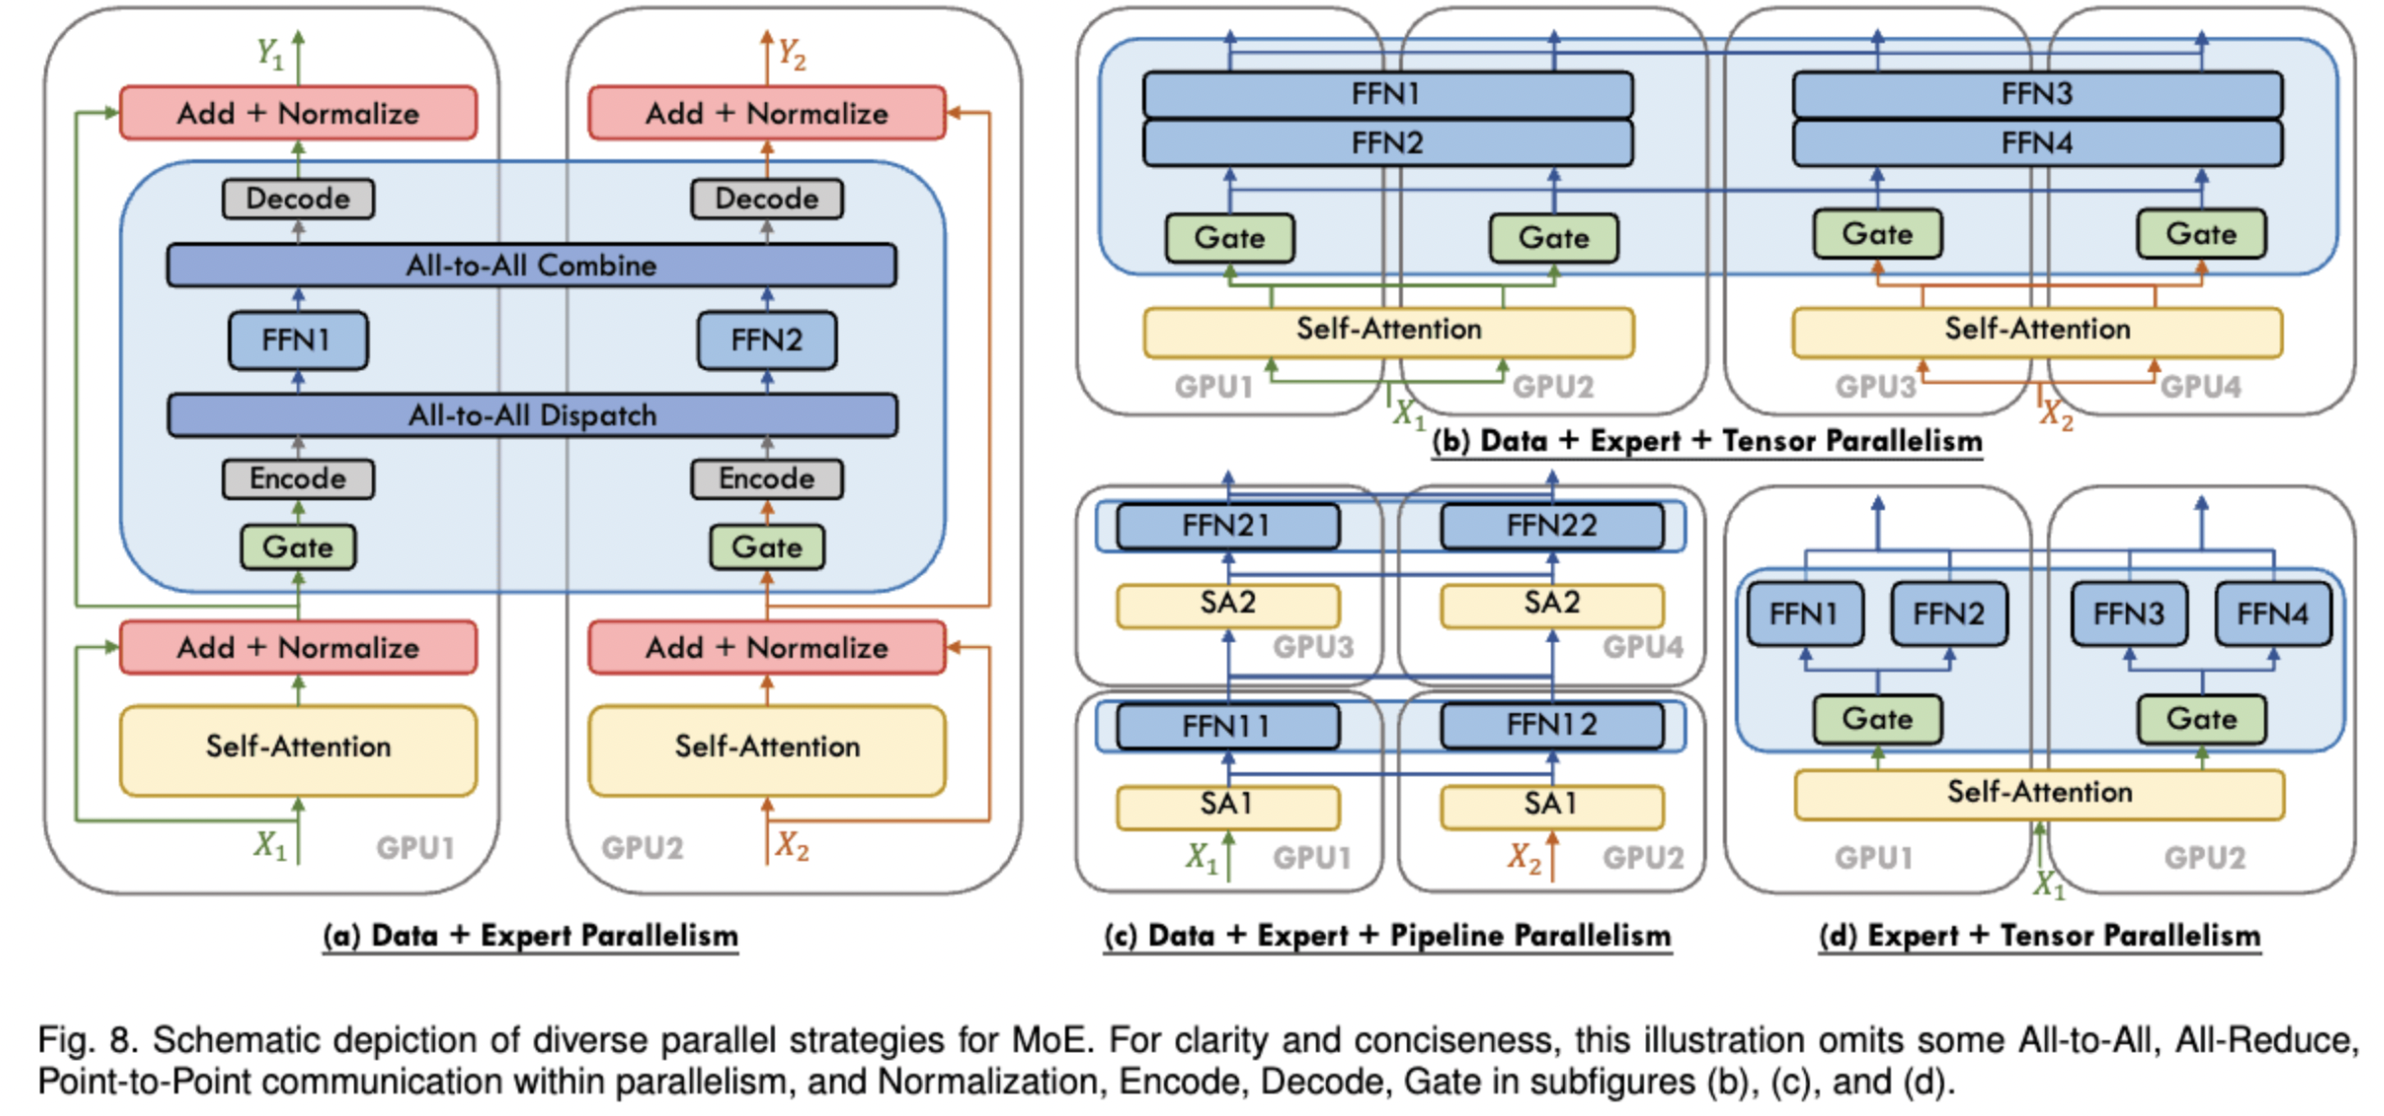 Y1
Y2
Add + Normalize
Add + Normalize
Decode
Decode
All-to-All Combine
FFN1
FFN2
All-to-All Dispatch
Encode
Encode
Gate
Gate
Add + Normalize
Add + Normalize
Self-Attention
Self-Attention
X1
GPU1
GPU2
X2
(a) Data + Expert Parallelism
FFN1
FFN3
FFN2
FFN4
Gate
Gate
Gate
Gate
Self-Attention
Self-Attention
GPU1
GPU2
GPU3
GPU4
X1
X2
(b) Data + Expert + Tensor Parallelism
FFN21
FFN22
SA2
SA2
GPU3
GPU4
FFN11
FFN12
SA1
SA1
X1
GPU1
X2
GPU2
(c) Data + Expert + Pipeline Parallelism
FFN1
FFN2
FFN3
FFN4
Gate
Gate
Self-Attention
GPU1
GPU2
X1
(d) Expert + Tensor Parallelism
Fig. 8. Schematic depiction of diverse parallel strategies for MoE. For clarity and conciseness, this illustration omits some All-to-All, All-Reduce,
Point-to-Point communication within parallelism, and Normalization, Encode, Decode, Gate in subfigures (b), (c), and (d).